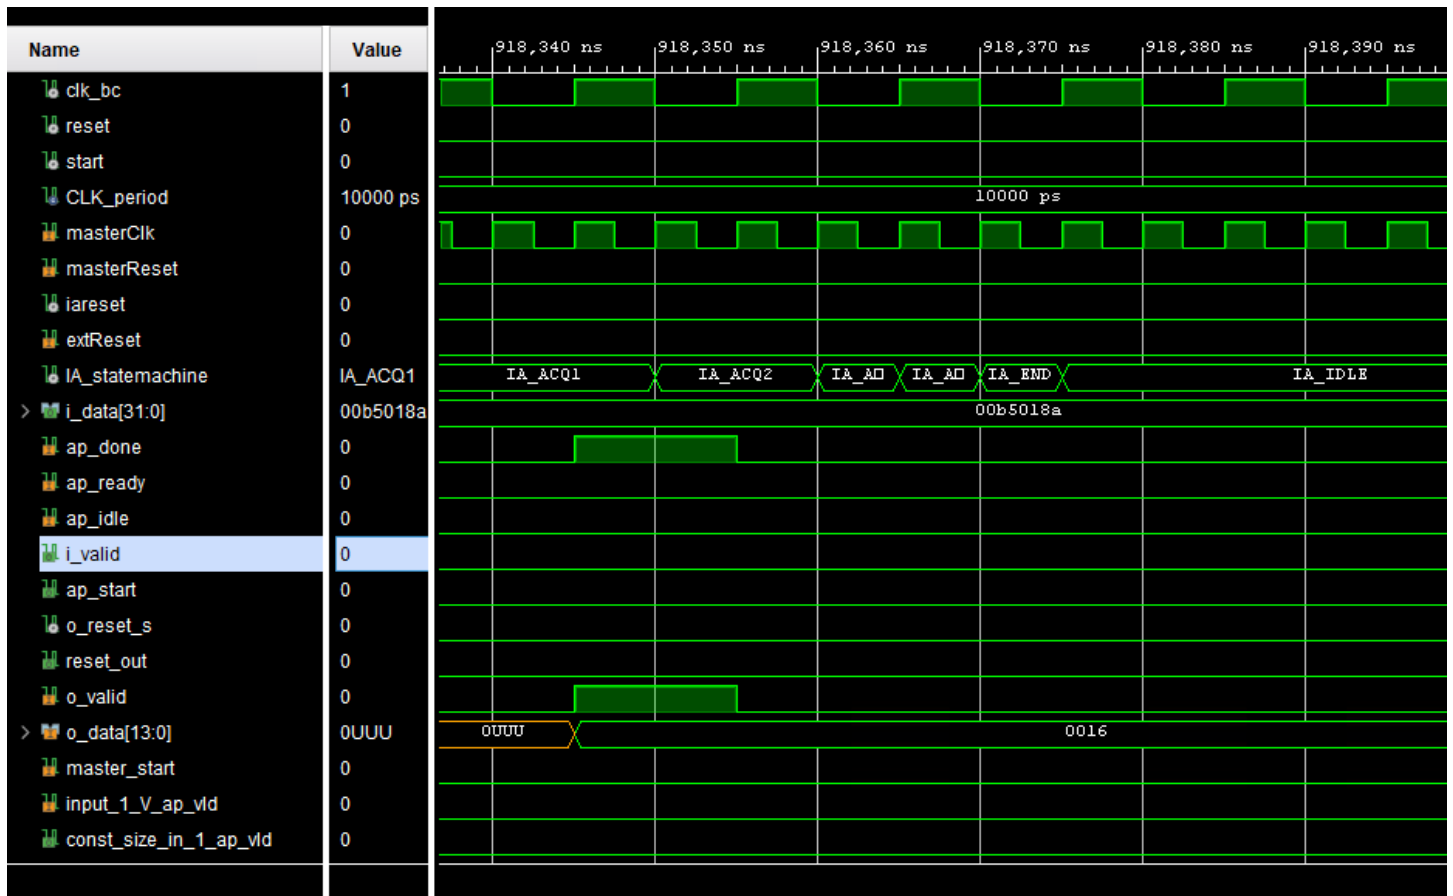 Name Value 918,340 ns 918,350 ns 918,360 ns 918,370 ns 918,380 ns 918,390 ns
clk_bc 1
reset 0
start 0
CLK_period 10000 ps 10000 ps
masterClk 0
masterReset 0
iareset 0
extReset 0
IA_statemachine IA_ACQ1 IA_ACQ1 IA_ACQ2 IA_A□ IA_A□ IA_END IA_IDLE
> i_data[31:0] 00b5018a 00b5018a
ap_done 0
ap_ready 0
ap_idle 0
i_valid 0
ap_start 0
o_reset_s 0
reset_out 0
o_valid 0
> o_data[13:0] 0UUU 0UUU 0016
master_start 0
input_1_V_ap_vld 0
const_size_in_1_ap_vld 0